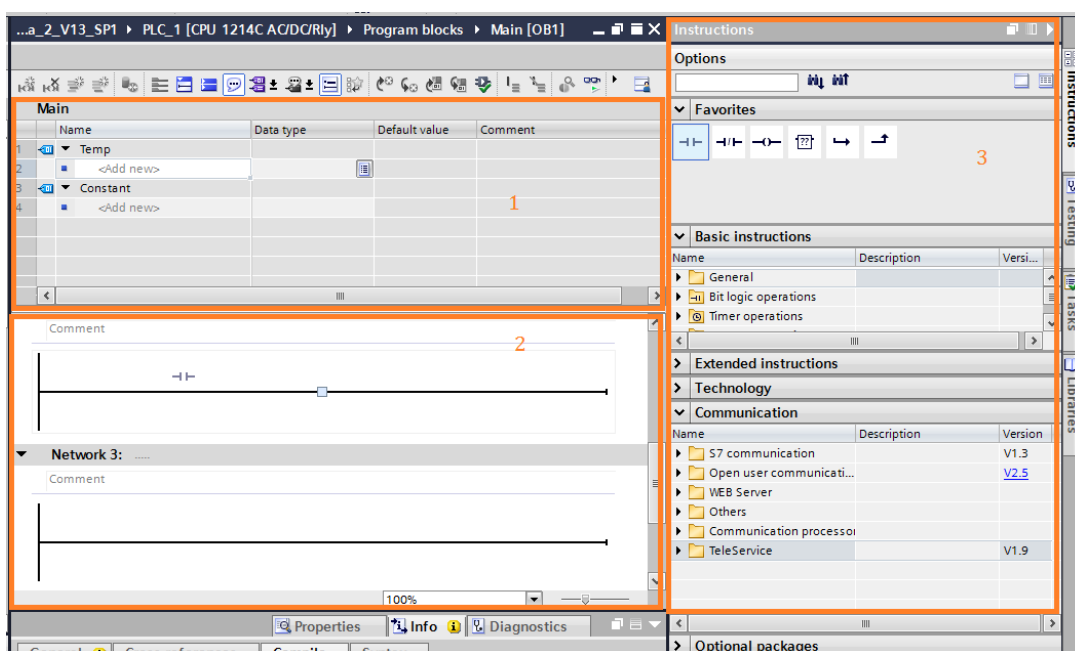 ...a_2_V13_SP1 ▸ PLC_1 [CPU 1214C AC/DC/Rly] ▸ Program blocks ▸ Main [OB1]
Main
Name Data type Default value Comment
1 Temp
2 <Add new>
3 Constant
4 <Add new>
1
Comment
2
Network 3: .....
Comment
100%
Properties Info Diagnostics
Compile
Instructions
Options
Favorites
??
3
Basic instructions
Name Description Versi...
General
Bit logic operations
Timer operations
Extended instructions
Technology
Communication
Name Description Version
S7 communication V1.3
Open user communicati... V2.5
WEB Server
Others
Communication processo
TeleService V1.9
Optional packages
Instructions
Testing
Tasks
Libraries